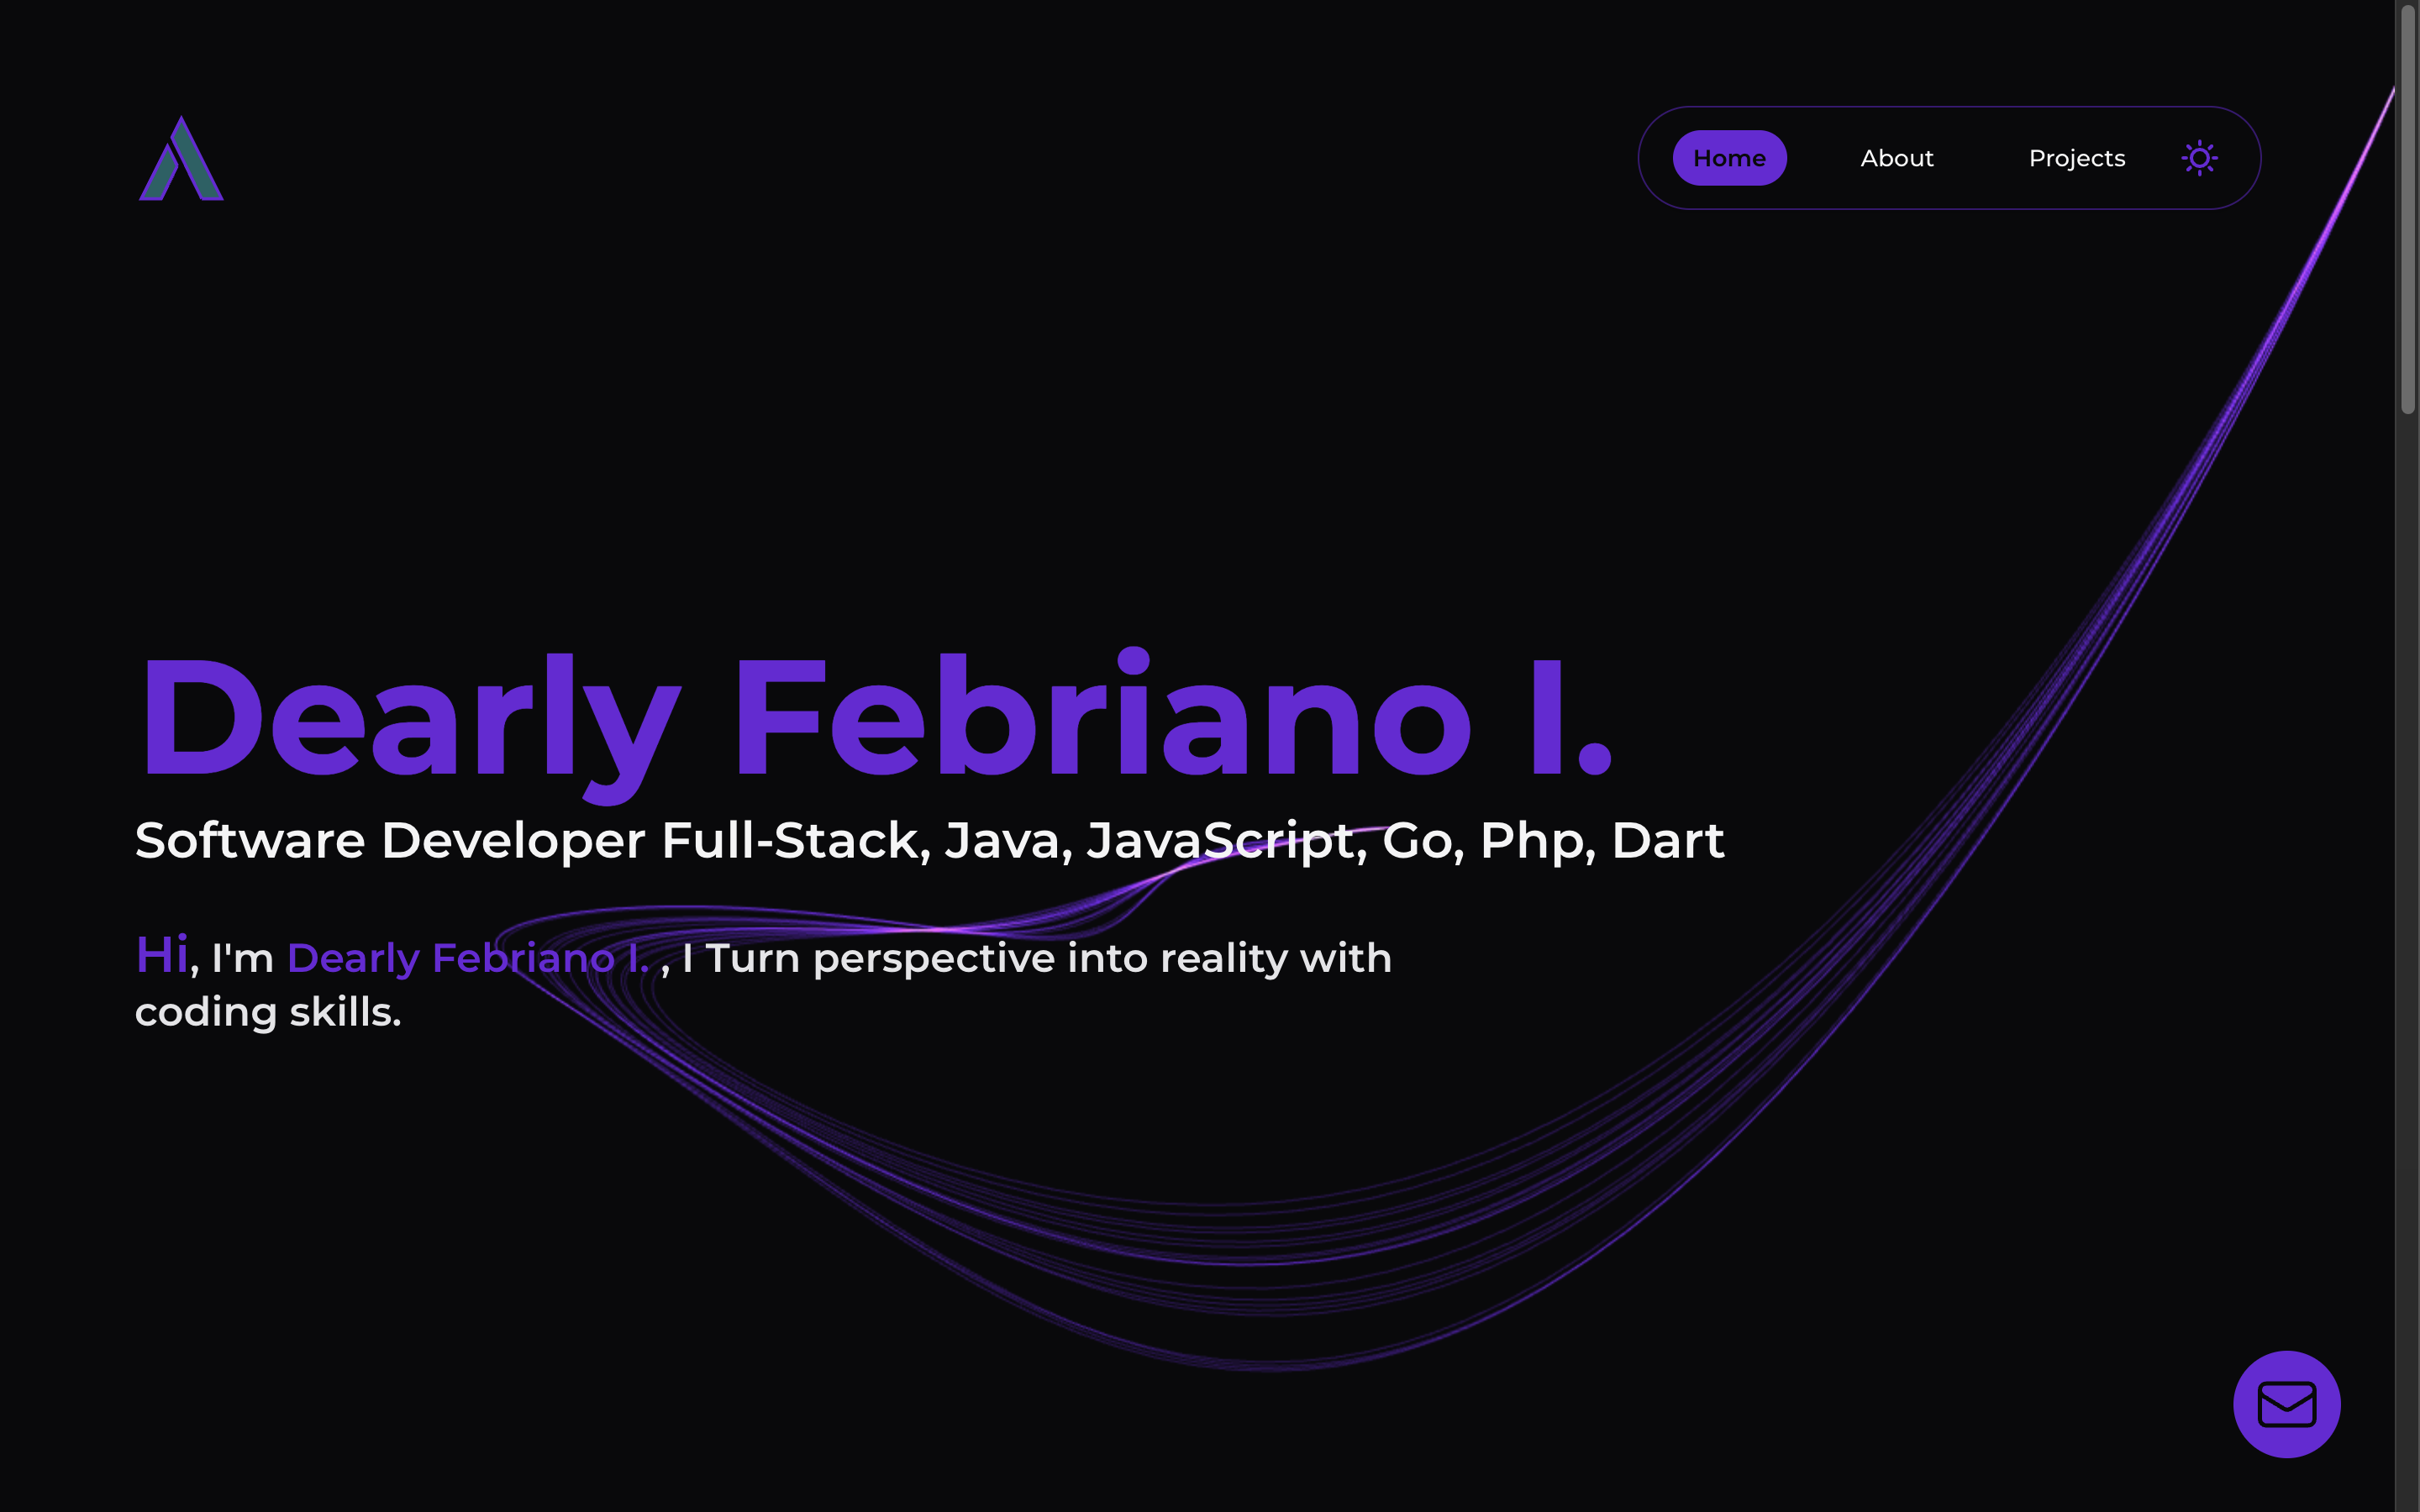 Home About Projects
Dearly Febriano I.
Software Developer Full-Stack, Java, JavaScript, Go, Php, Dart
Hi, I'm Dearly Febriano I. , I Turn perspective into reality with
coding skills.